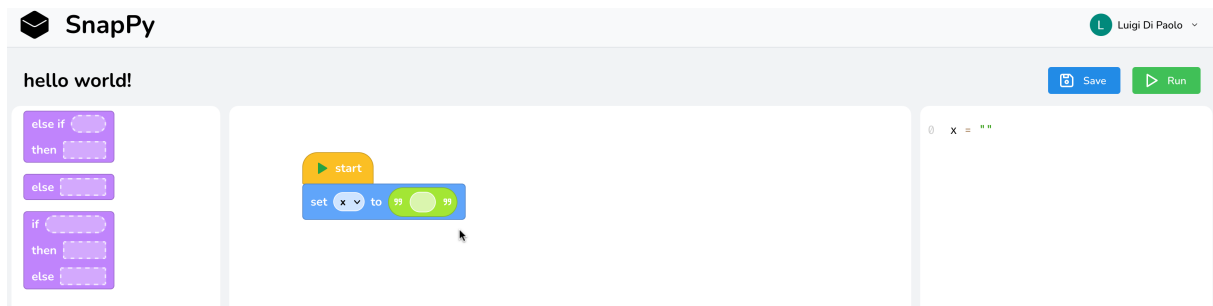 SnapPy
L Luigi Di Paolo
hello world!
Save
Run
else if
then
else
if
then
else
start
set x to " "
0 x = ""